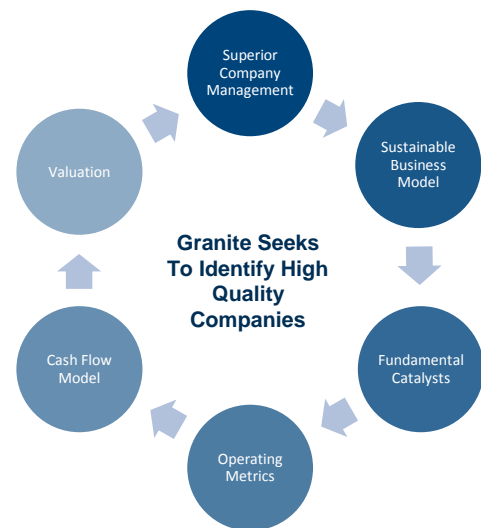 Superior
Company
Management
Sustainable
Business
Model
Fundamental
Catalysts
Operating
Metrics
Cash Flow
Model
Valuation
Granite Seeks
To Identify High
Quality
Companies